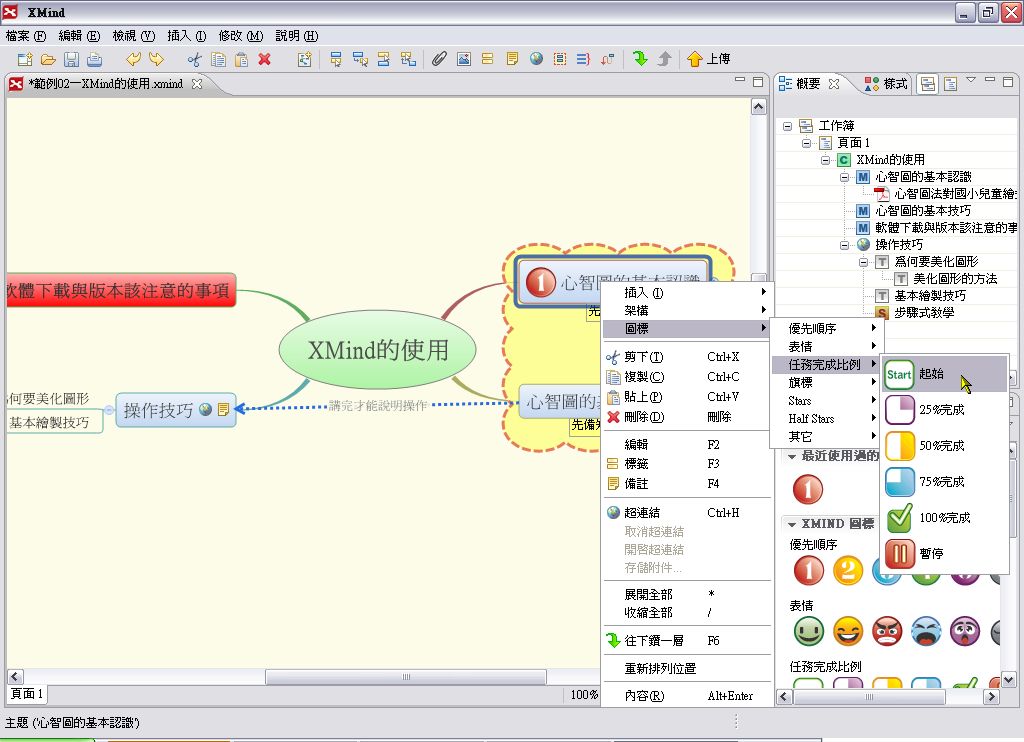 XMind
檔案(F) 編輯(E) 檢視(V) 插入(I) 修改(M) 說明(H)
上傳
*範例02一XMind的使用.xmind
概要
樣式
工作簿
頁面 1
C XMind的使用
M 心智圖的基本認識
心智圖法對國小兒童繪
M 心智圖的基本技巧
M 軟體下載與版本該注意的事
操作技巧
T 爲何要美化圖形
T 美化圖形的方法
T 基本繪製技巧
S 步驟式教學
軟體下載與版本該注意的事項
XMind的使用
1 心智圖的基本認識
先
何要美化圖形
基本繪製技巧
操作技巧
講完才能說明操作
心智圖的基
先備知
插入(I)
架構
圖標
剪下(T) Ctrl+X
複製(C) Ctrl+C
貼上(P) Ctrl+V
刪除(D) 刪除
編輯 F2
標籤 F3
備註 F4
超連結 Ctrl+H
取消超連結
開啓超連結
存儲附件...
展開全部 *
收縮全部 /
往下鑽一層 F6
重新排列位置
內容(R) Alt+Enter
優先順序
表情
任務完成比例
旗標
Stars
Half Stars
其它
Start 起始
25%完成
50%完成
75%完成
100%完成
暫停
最近使用過的
1
XMIND 圖標
優先順序
1 2
表情
任務完成比例
頁面 1
100%
主題 ('心智圖的基本認識')